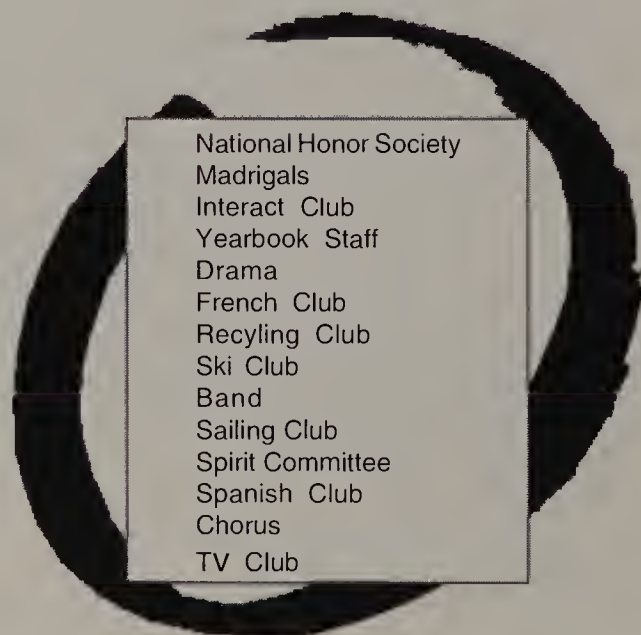 National Honor Society
Madrigals
Interact Club
Yearbook Staff
Drama
French Club
Recyling Club
Ski Club
Band
Sailing Club
Spirit Committee
Spanish Club
Chorus
TV Club